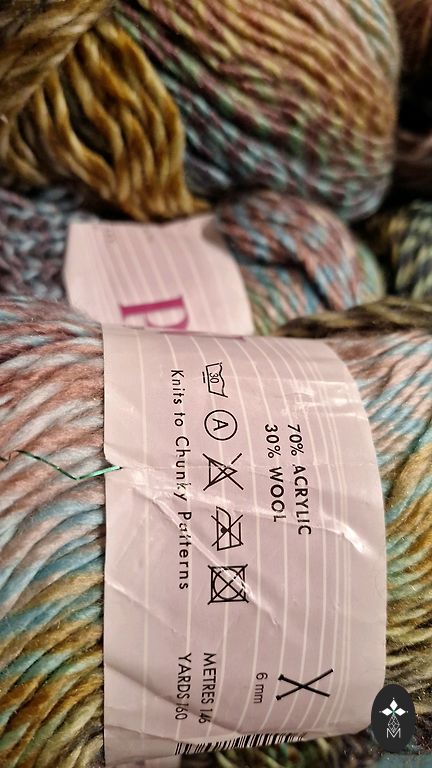 70% ACRYLIC
30% WOOL
30
A
Knits to Chunky Patterns
6 mm
METRES 146
YARDS 160